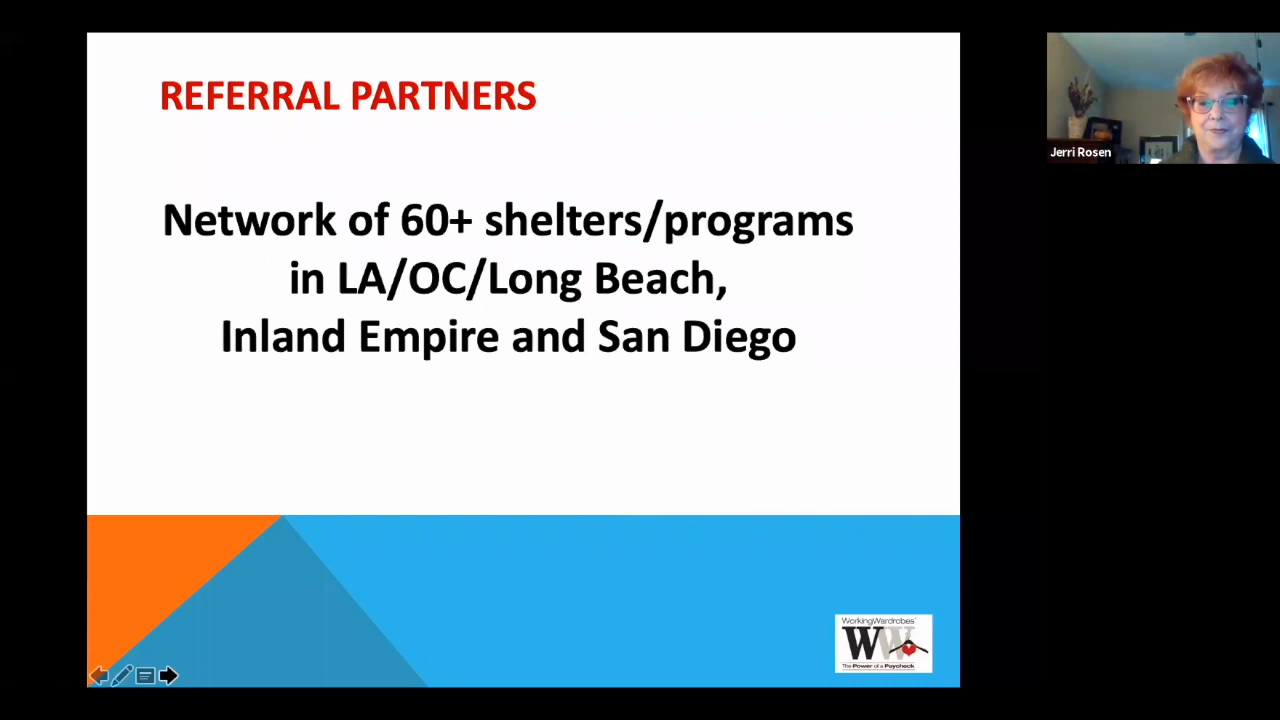 REFERRAL PARTNERS
Network of 60+ shelters/programs
in LA/OC/Long Beach,
Inland Empire and San Diego
Jerri Rosen
WorkingWardrobes®
WW
The Power of a Paycheck